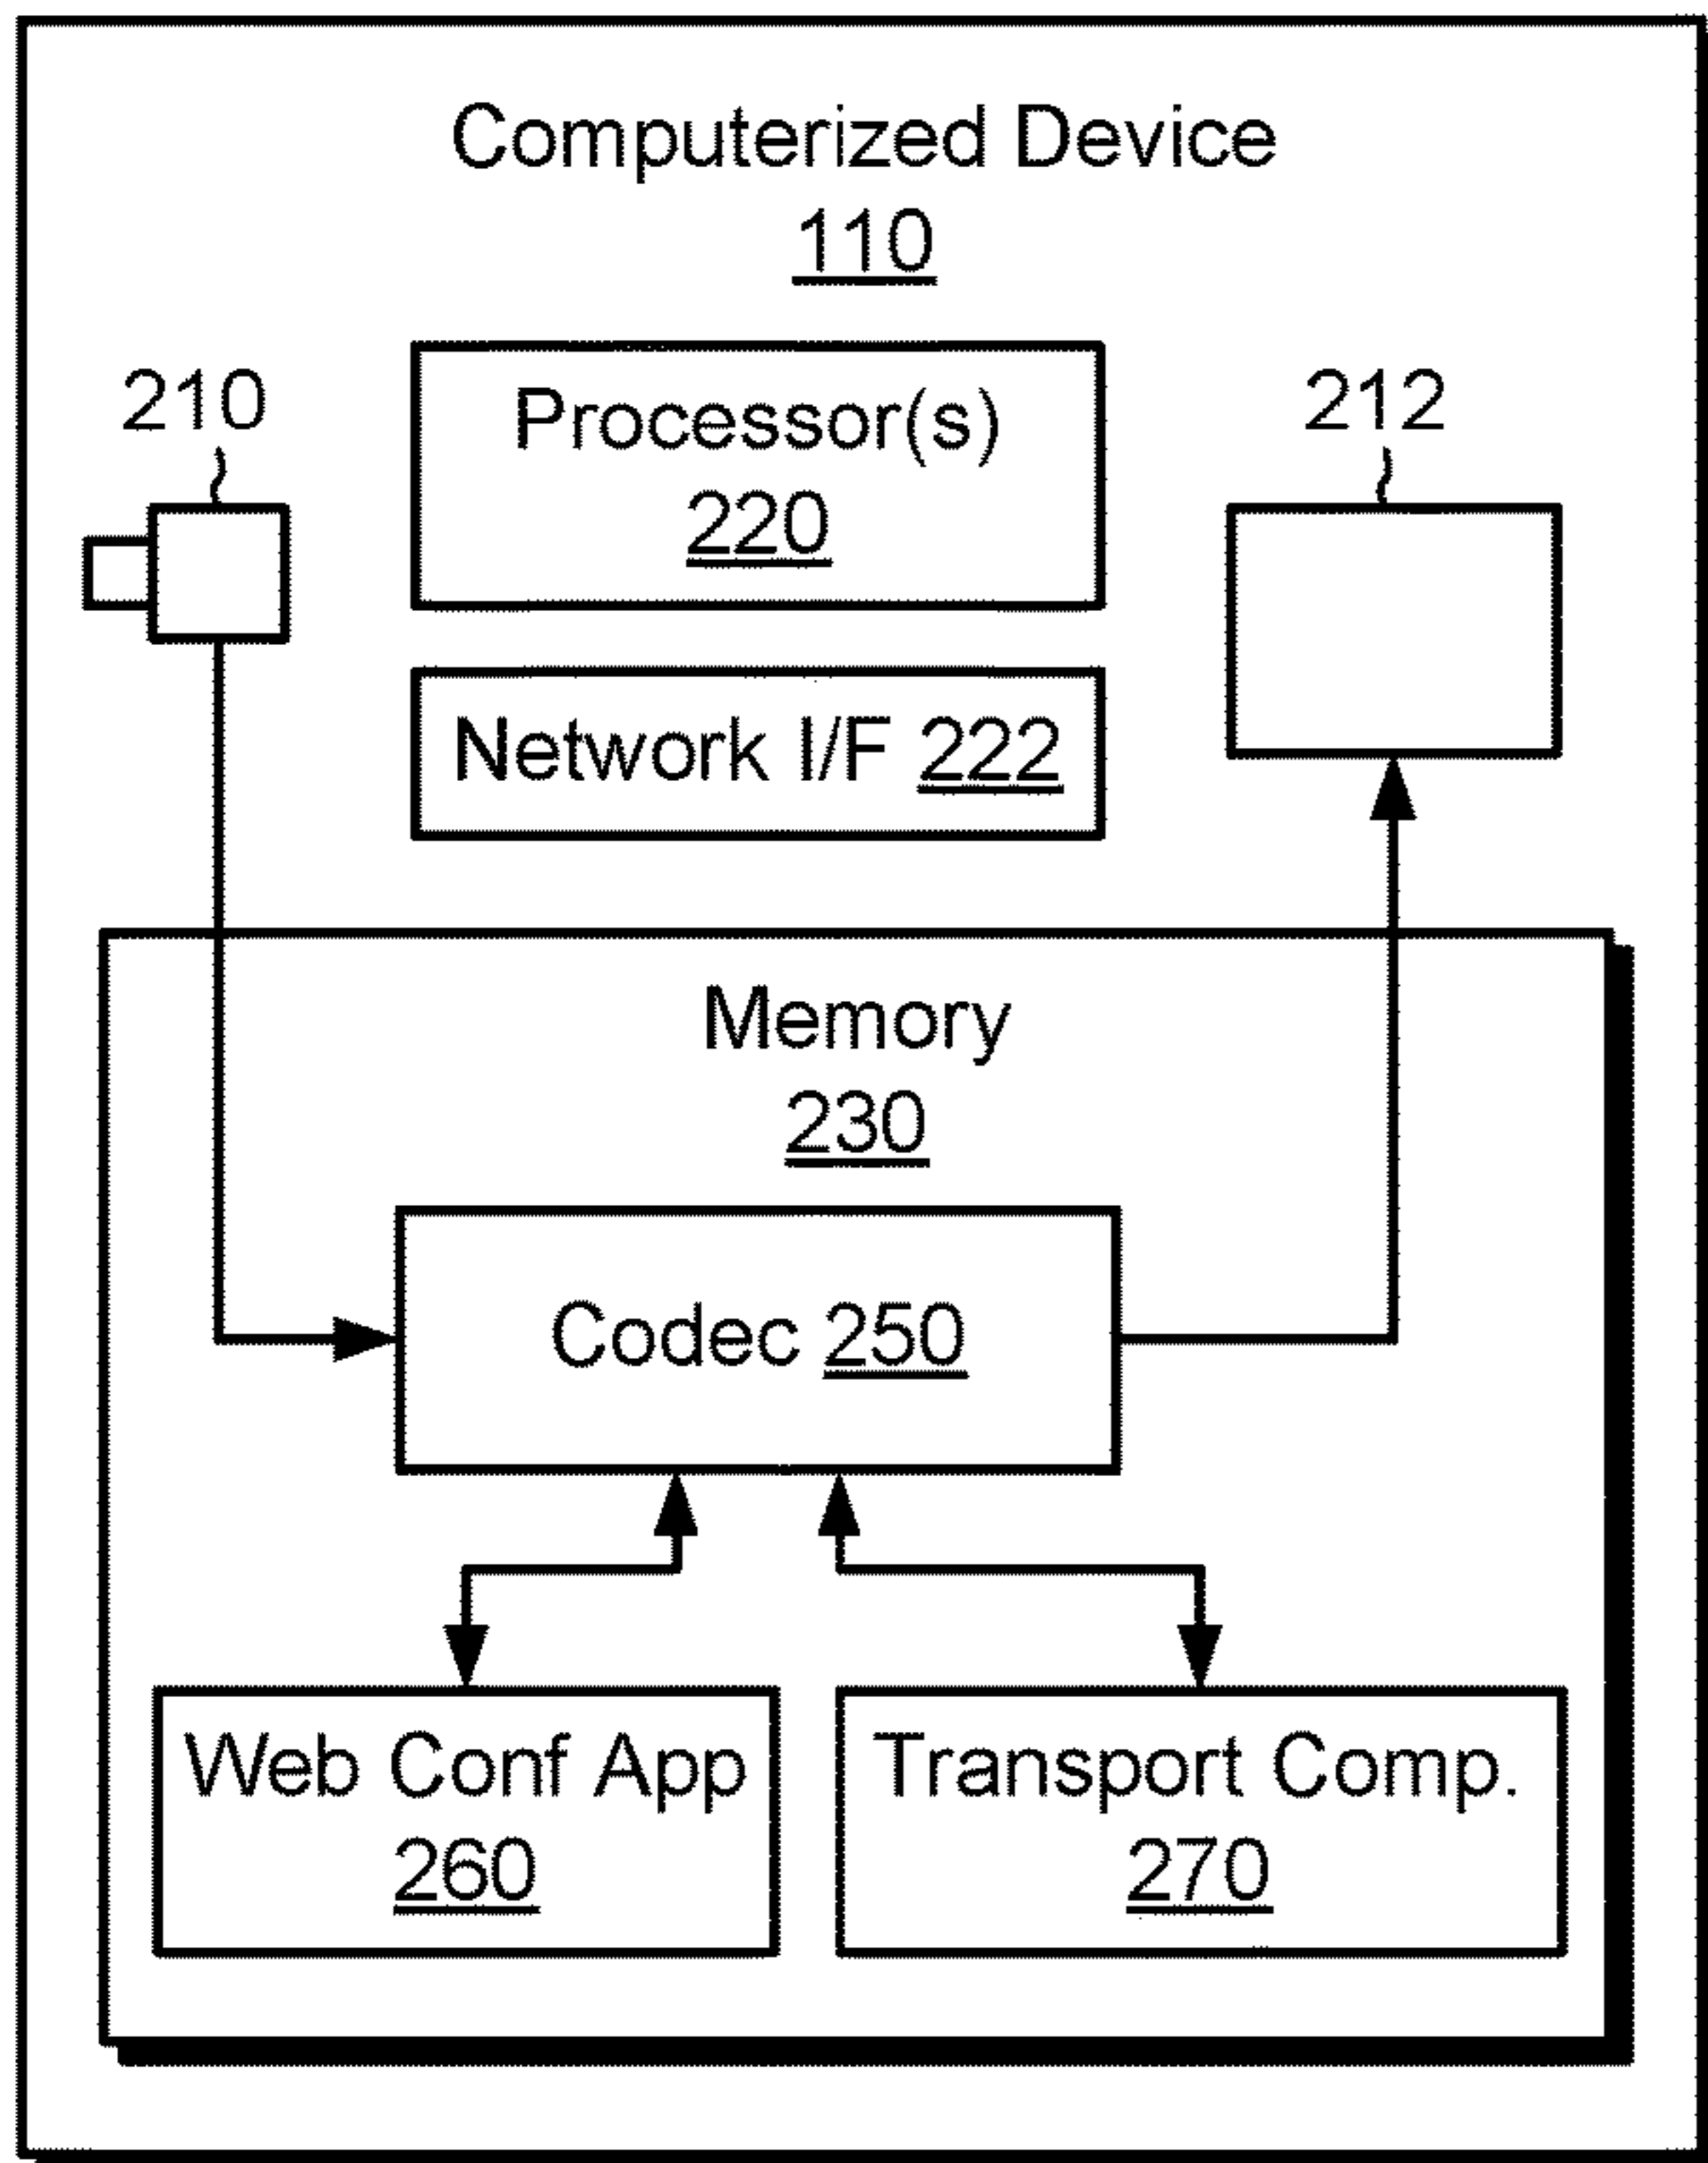 Computerized Device
110
210
Processor(s)
220
212
Network I/F 222
Memory
230
Codec 250
Web Conf App
260
Transport Comp.
270